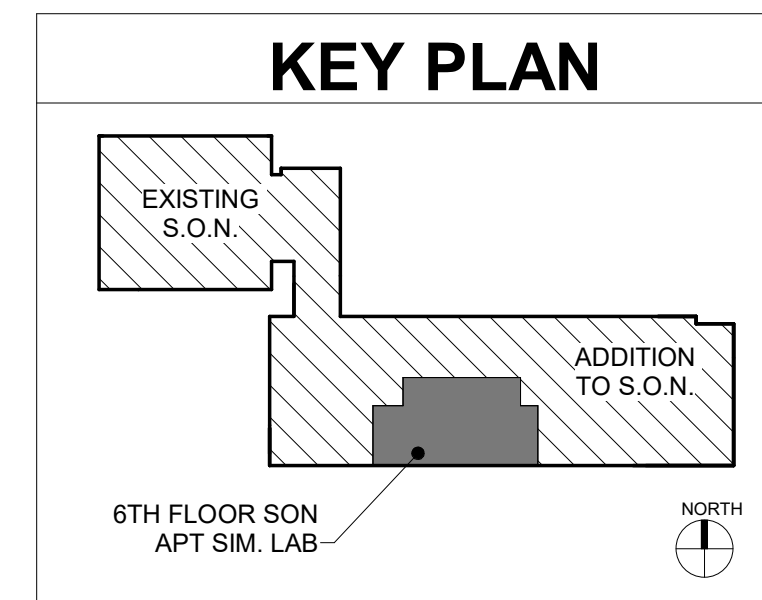 KEY PLAN
EXISTING
S.O.N.
ADDITION
TO S.O.N.
6TH FLOOR SON
APT SIM. LAB
NORTH